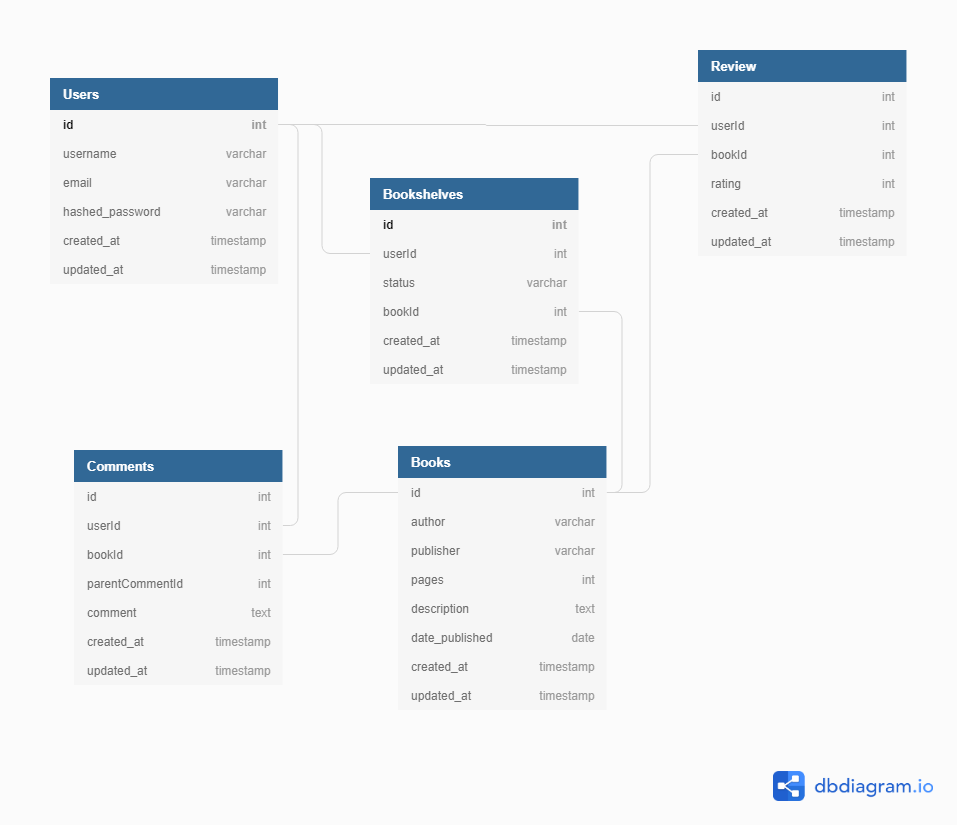 Users
id int
username varchar
email varchar
hashed_password varchar
created_at timestamp
updated_at timestamp
Review
id int
userId int
bookId int
rating int
created_at timestamp
updated_at timestamp
Bookshelves
id int
userId int
status varchar
bookId int
created_at timestamp
updated_at timestamp
Comments
id int
userId int
bookId int
parentCommentId int
comment text
created_at timestamp
updated_at timestamp
Books
id int
author varchar
publisher varchar
pages int
description text
date_published date
created_at timestamp
updated_at timestamp
dbdiagram.io